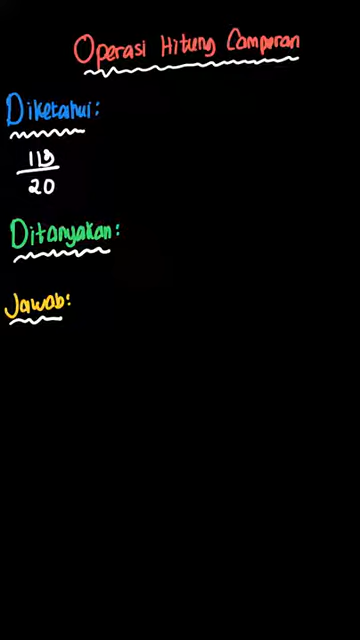 Operasi Hitung Campuran
Diketahui:
113
20
Ditanyakan:
Jawab: